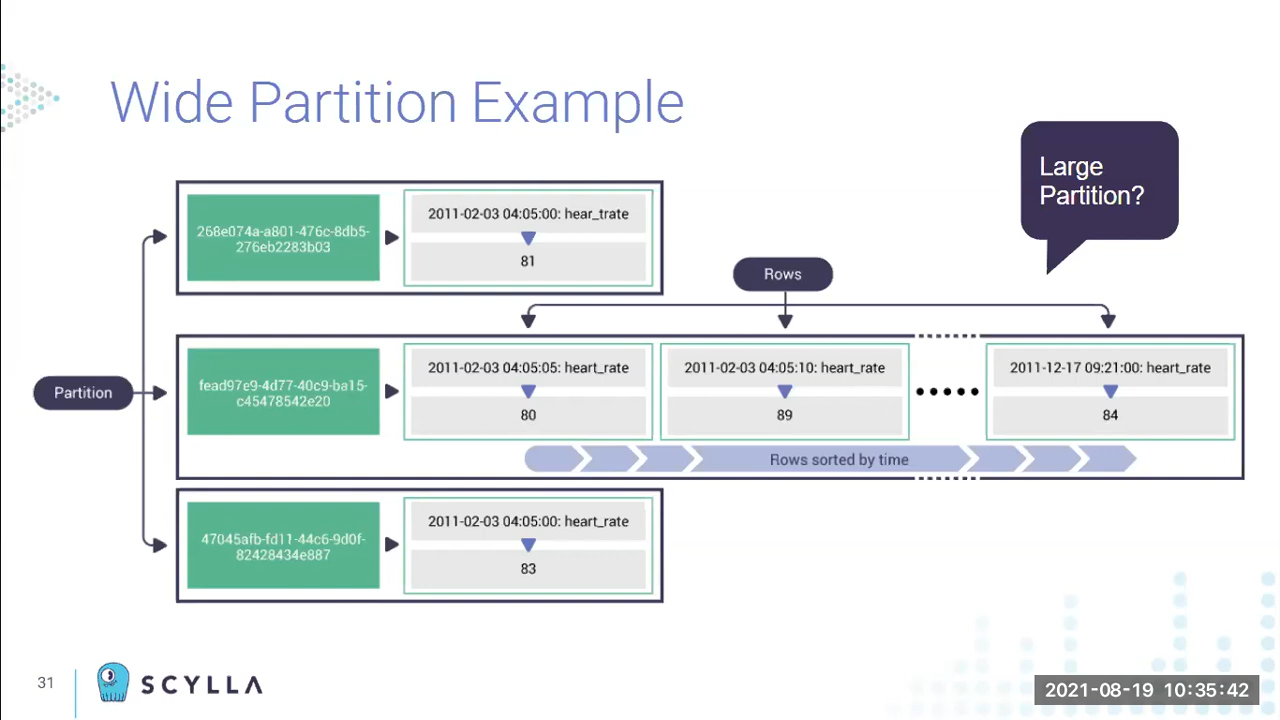 Wide Partition Example
Large
Partition?
268e074a-a801-476c-8db5-
276eb2283b03
2011-02-03 04:05:00: hear_trate
81
Rows
Partition
fead97e9-4d77-40c9-ba15-
c45478542e20
2011-02-03 04:05:05: heart_rate
80
2011-02-03 04:05:10: heart_rate
89
2011-12-17 09:21:00: heart_rate
84
Rows sorted by time
47045afb-fd11-44c6-9d0f-
82428434e887
2011-02-03 04:05:00: heart_rate
83
31
SCYLLA
2021-08-19 10:35:42